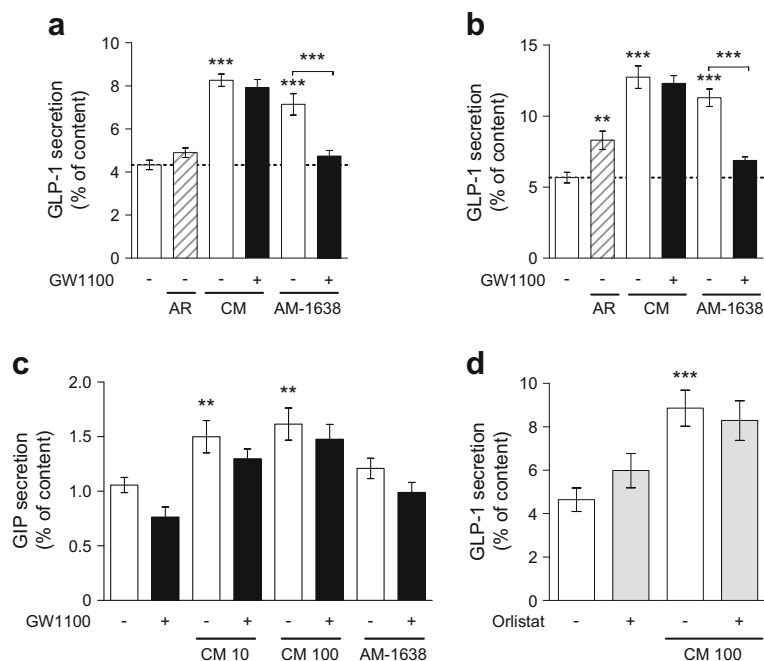 a
GLP-1 secretion
(% of content)
10
8
6
4
2
0
***
***
***
GW1100 - - - + - +
AR CM AM-1638
b
GLP-1 secretion
(% of content)
15
10
5
0
**
***
***
***
GW1100 - - - + - +
AR CM AM-1638
c
GIP secretion
(% of content)
2.0
1.5
1.0
0.5
0
**
**
GW1100 - + - + - + - +
CM 10 CM 100 AM-1638
d
GLP-1 secretion
(% of content)
10
8
6
4
2
0
***
Orlistat - + - +
CM 100